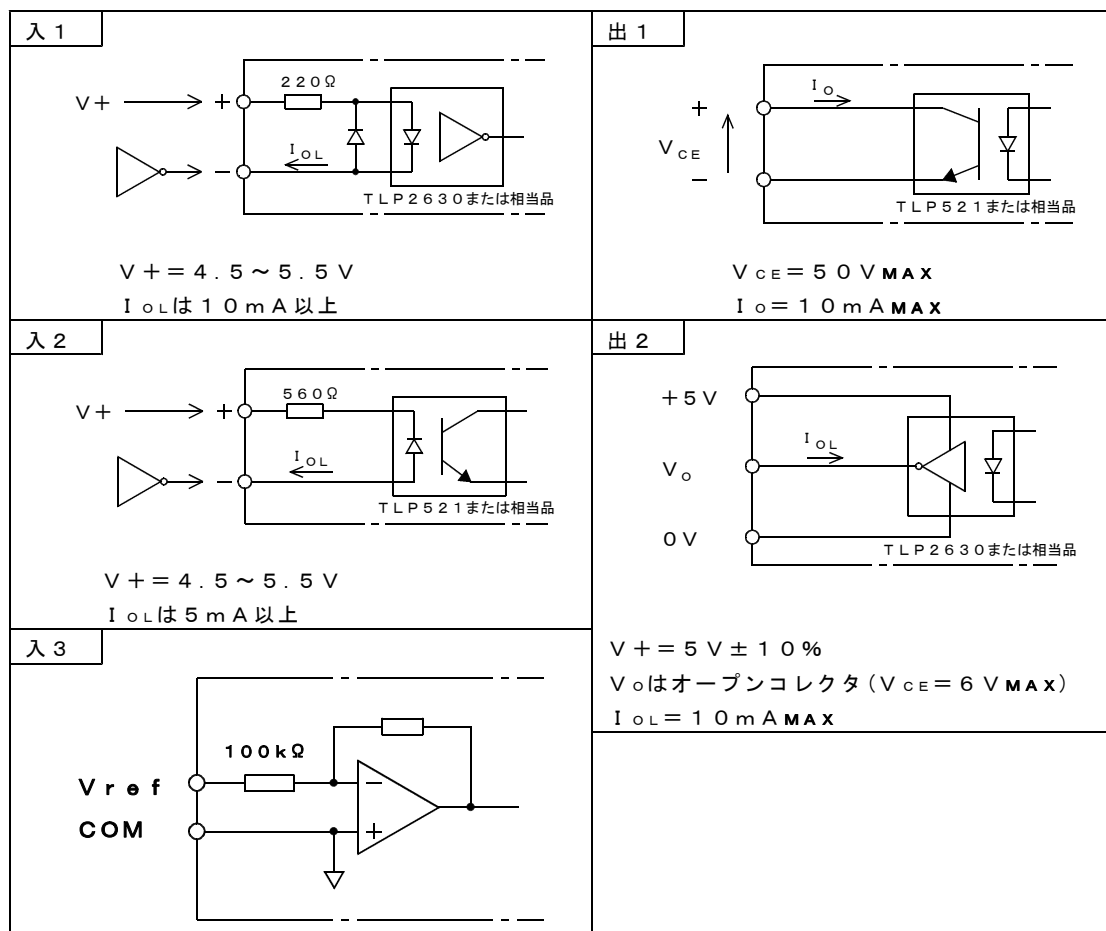 入1
220Ω
V+
+
IOL
−
TLP2630または相当品
V+=4.5~5.5V
IOLは10mA以上
出1
IO
+
VCE
−
TLP521または相当品
VCE=50VMAX
IO=10mAMAX
入2
560Ω
V+
+
IOL
−
TLP521または相当品
V+=4.5~5.5V
IOLは5mA以上
出2
+5V
IOL
VO
0V
TLP2630または相当品
V+=5V±10%
VOはオープンコレクタ(VCE=6VMAX)
IOL=10mAMAX
入3
100kΩ
Vref
−
COM
+